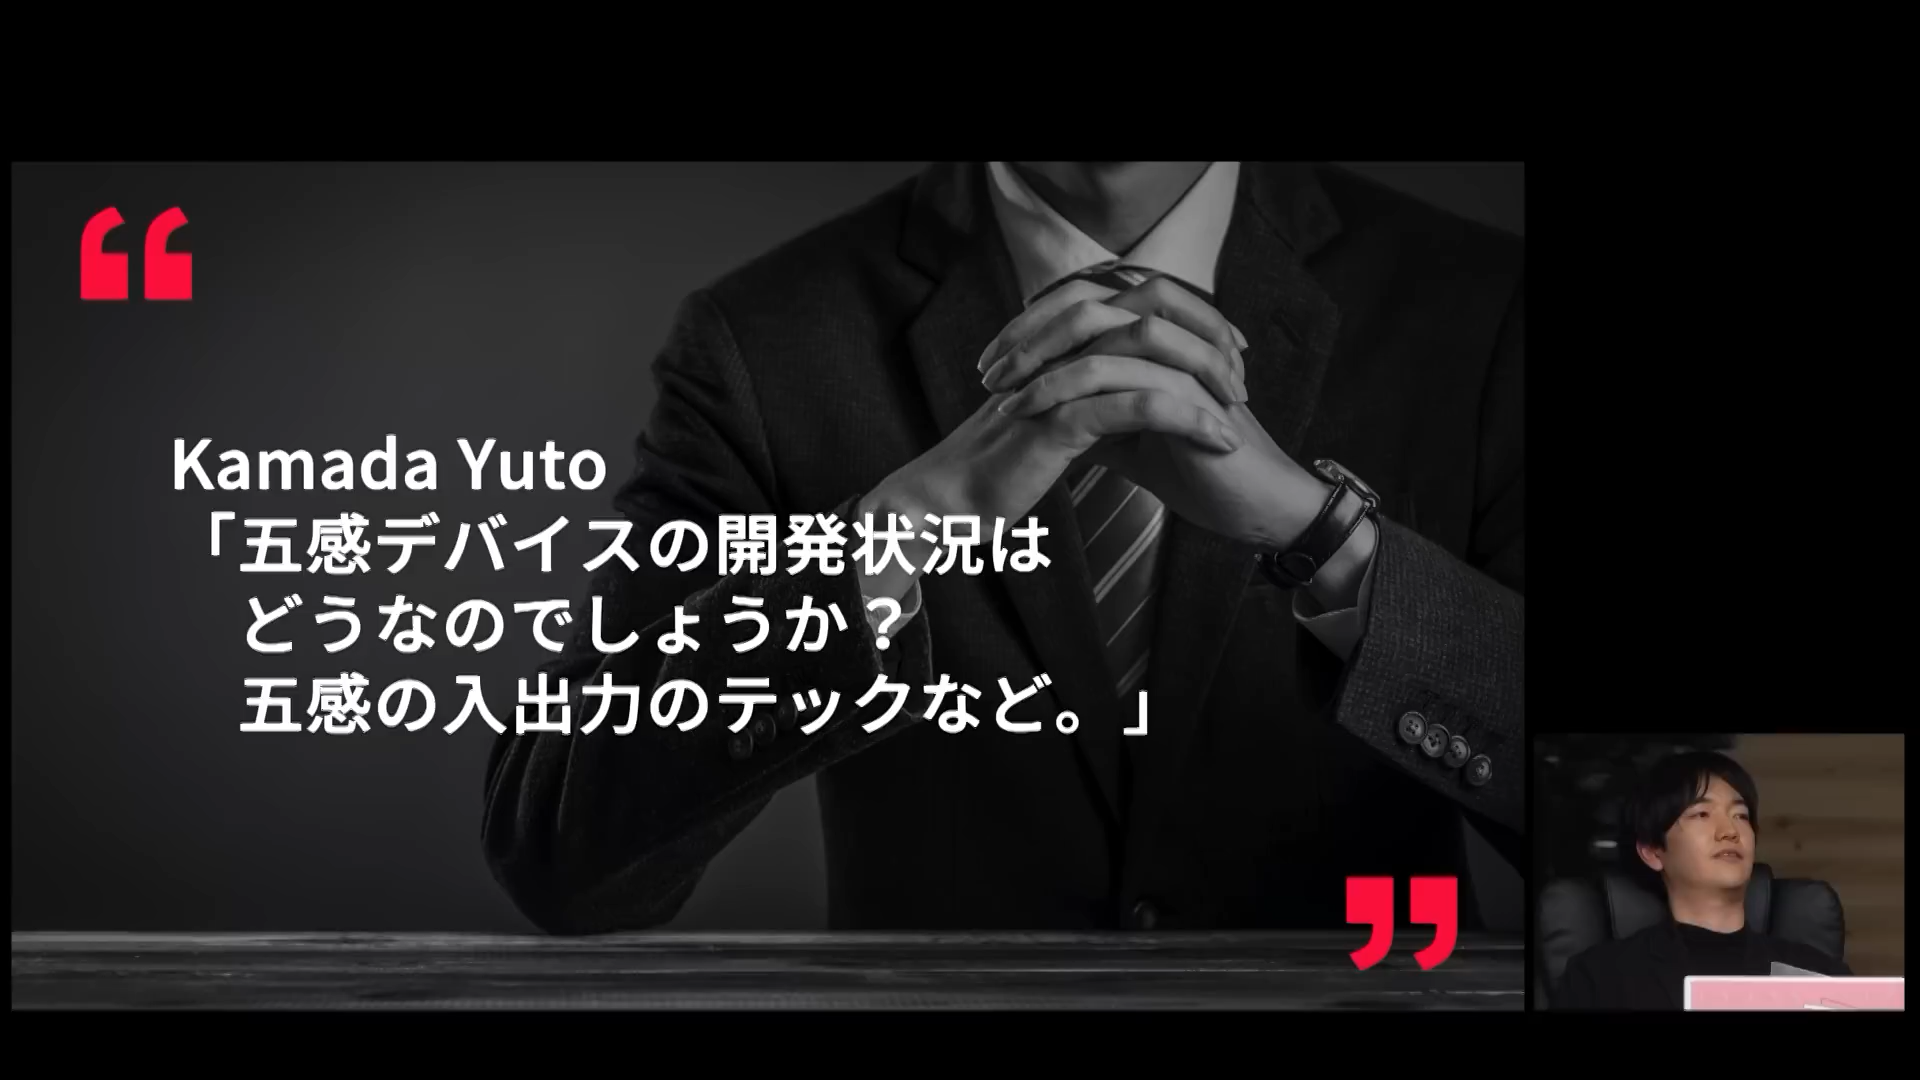 “
Kamada Yuto
「五感デバイスの開発状況は
どうなのでしょうか？
五感の入出力のテックなど。」
”